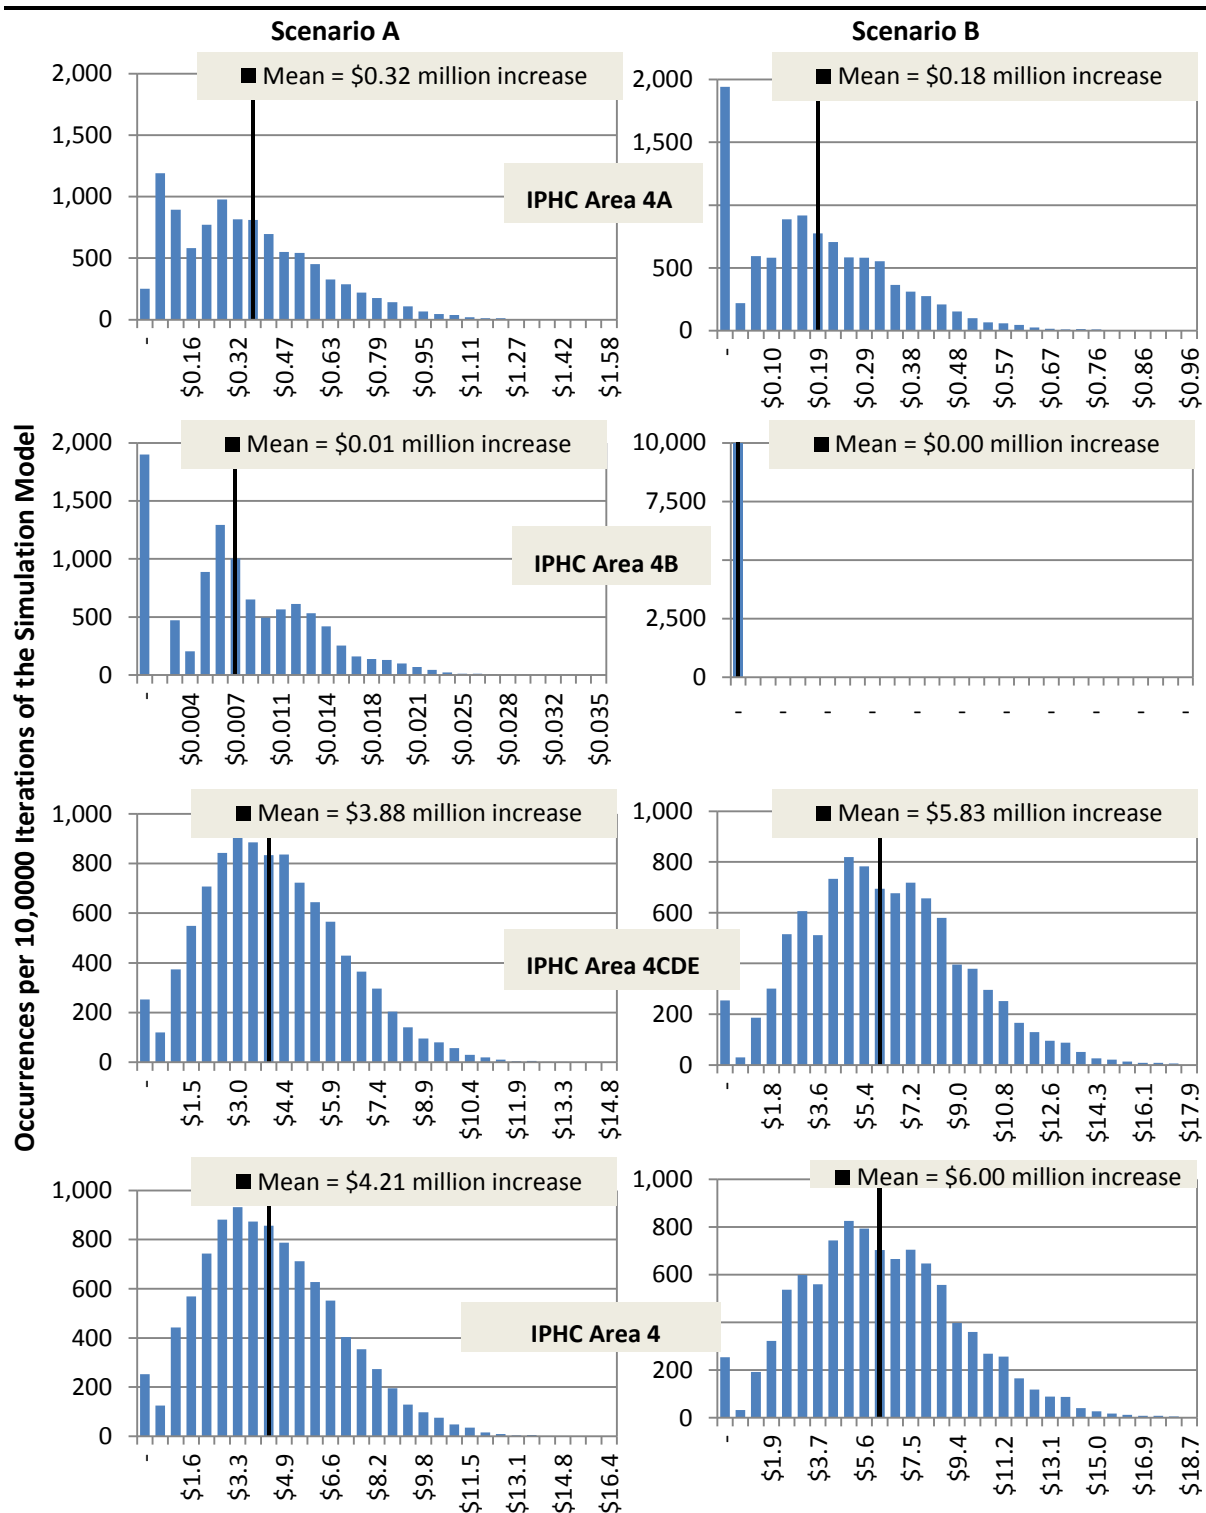 Scenario A
Scenario B
Occurrences per 10,0000 Iterations of the Simulation Model
■ Mean = $0.32 million increase
2,000
1,500
1,000
500
0
- $0.16 $0.32 $0.47 $0.63 $0.79 $0.95 $1.11 $1.27 $1.42 $1.58
IPHC Area 4A
■ Mean = $0.18 million increase
2,000
1,500
500
0
- $0.10 $0.19 $0.29 $0.38 $0.48 $0.57 $0.67 $0.76 $0.86 $0.96
■ Mean = $0.01 million increase
2,000
1,500
1,000
500
0
- $0.004 $0.007 $0.011 $0.014 $0.018 $0.021 $0.025 $0.028 $0.032 $0.035
IPHC Area 4B
■ Mean = $0.00 million increase
10,000
7,500
2,500
0
- - - - - - - - - - -
■ Mean = $3.88 million increase
1,000
800
600
400
200
0
- $1.5 $3.0 $4.4 $5.9 $7.4 $8.9 $10.4 $11.9 $13.3 $14.8
IPHC Area 4CDE
■ Mean = $5.83 million increase
1,000
800
600
200
0
- $1.8 $3.6 $5.4 $7.2 $9.0 $10.8 $12.6 $14.3 $16.1 $17.9
■ Mean = $4.21 million increase
1,000
800
600
400
200
0
- $1.6 $3.3 $4.9 $6.6 $8.2 $9.8 $11.5 $13.1 $14.8 $16.4
IPHC Area 4
■ Mean = $6.00 million increase
1,000
800
600
200
0
- $1.9 $3.7 $5.6 $7.5 $9.4 $11.2 $13.1 $15.0 $16.9 $18.7